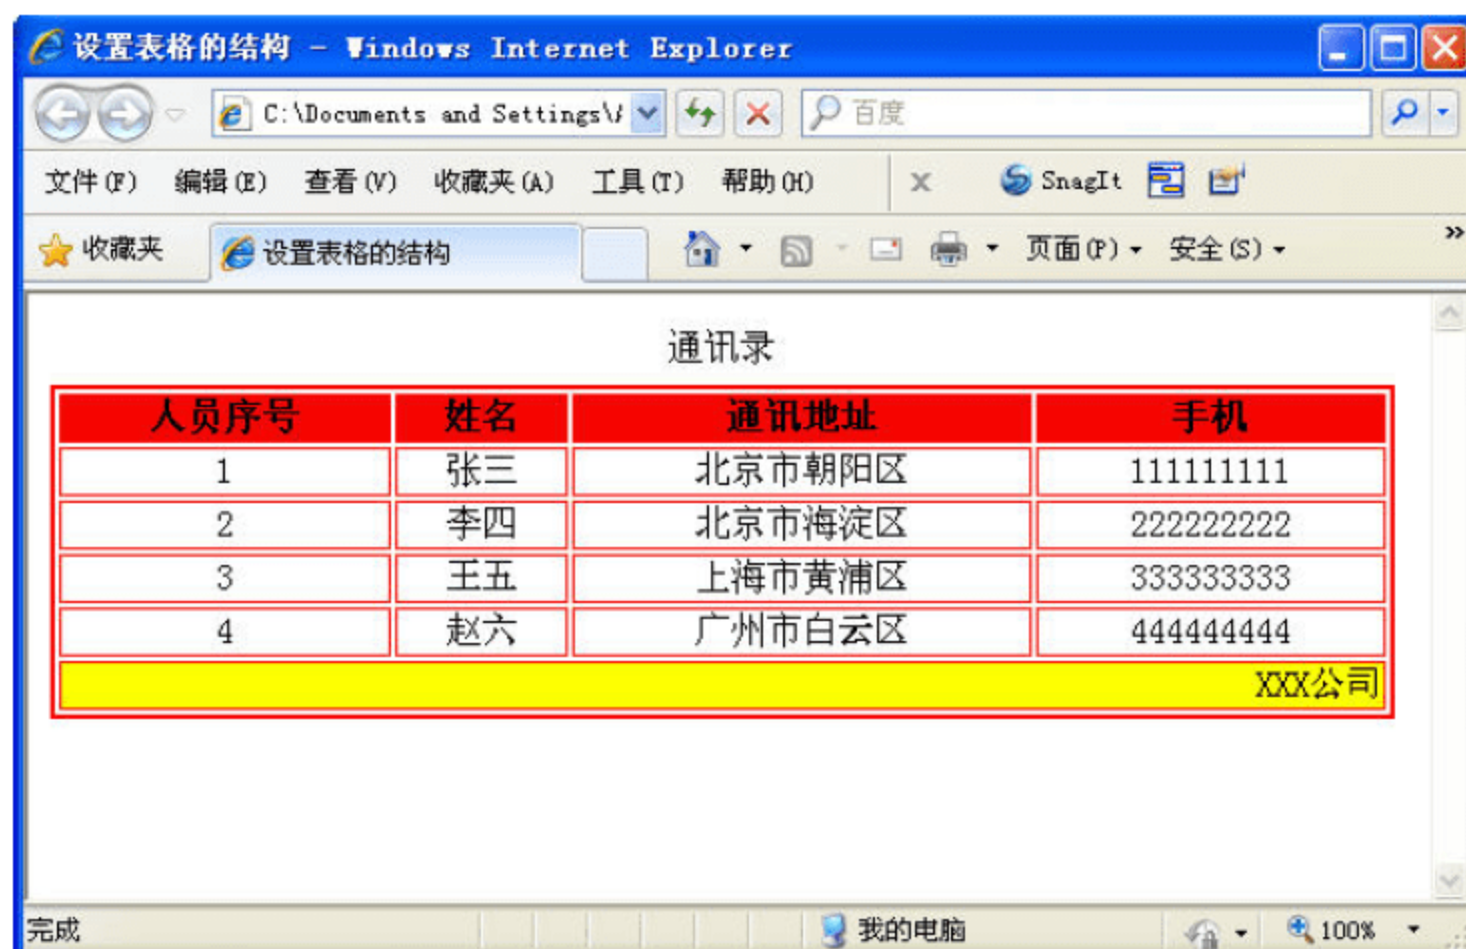 设置表格的结构 - Windows Internet Explorer
C:\Documents and Settings\A 百度
文件(F) 编辑(E) 查看(V) 收藏夹(A) 工具(T) 帮助(H) x SnagIt
收藏夹 设置表格的结构 页面(P) 安全(S) »
通讯录
人员序号 姓名 通讯地址 手机
1 张三 北京市朝阳区 111111111
2 李四 北京市海淀区 222222222
3 王五 上海市黄浦区 333333333
4 赵六 广州市白云区 444444444
XXX公司
完成 我的电脑 100%